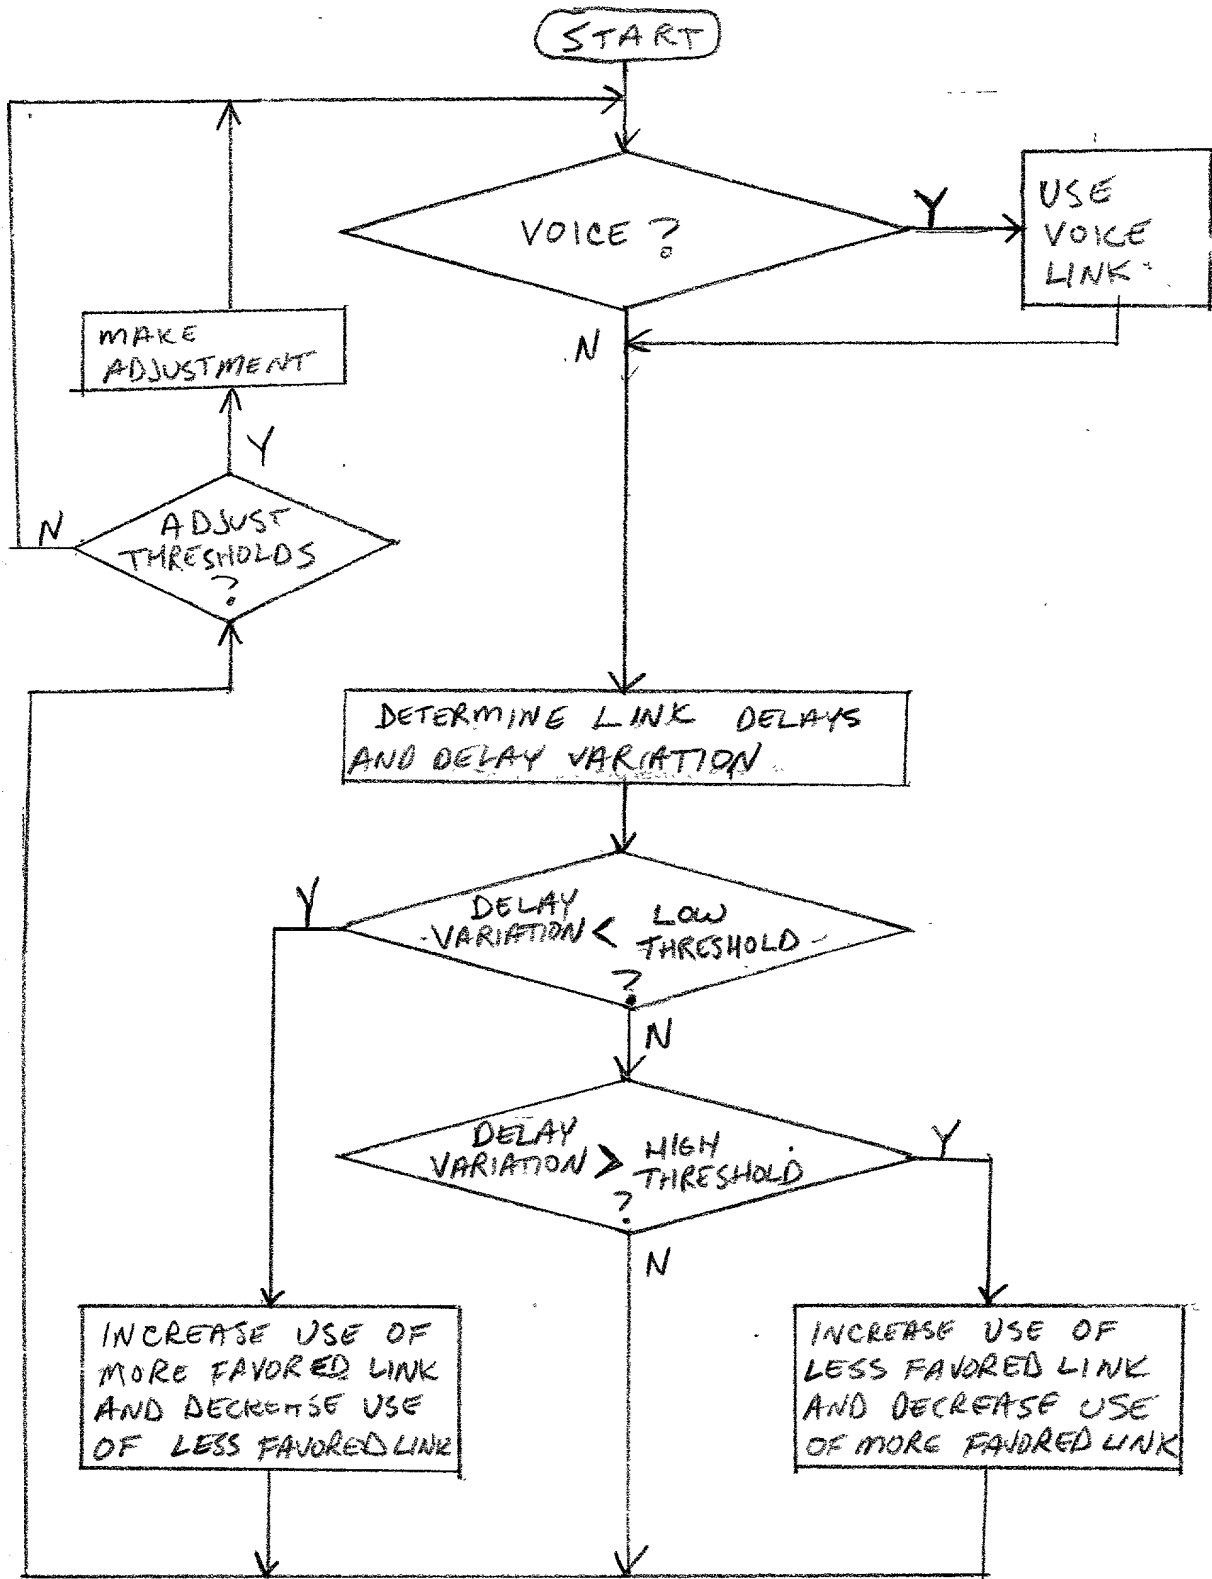 START
VOICE ?
Y
USE
VOICE
LINK
N
MAKE
ADJUSTMENT
Y
N
ADJUST
THRESHOLDS
?
DETERMINE LINK DELAYS
AND DELAY VARIATION
Y
DELAY
VARIATION < LOW
THRESHOLD
?
N
DELAY
VARIATION > HIGH
THRESHOLD
?
Y
N
INCREASE USE OF
MORE FAVORED LINK
AND DECREASE USE
OF LESS FAVORED LINK
INCREASE USE OF
LESS FAVORED LINK
AND DECREASE USE
OF MORE FAVORED LINK